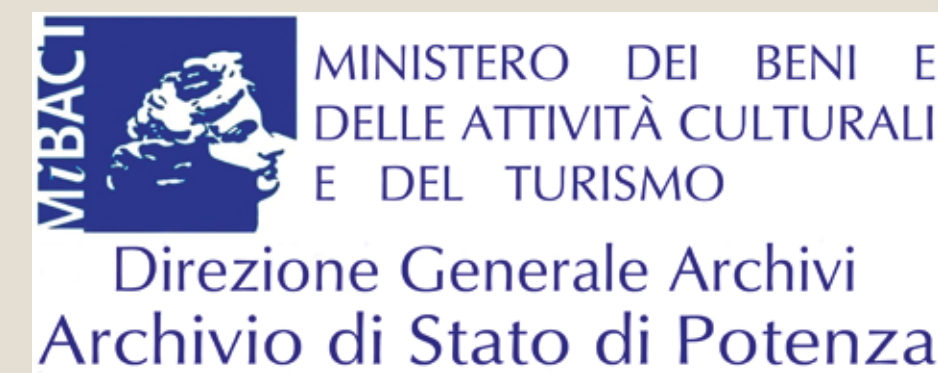 MiBACT
MINISTERO DEI BENI E
DELLE ATTIVITÀ CULTURALI
E DEL TURISMO
Direzione Generale Archivi
Archivio di Stato di Potenza